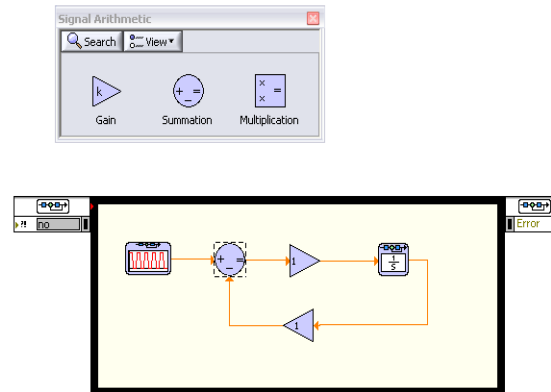 Signal Arithmetic
Search View
k + − = × × =
Gain Summation Multiplication
?! no Error
+ − = 1 1/s
1